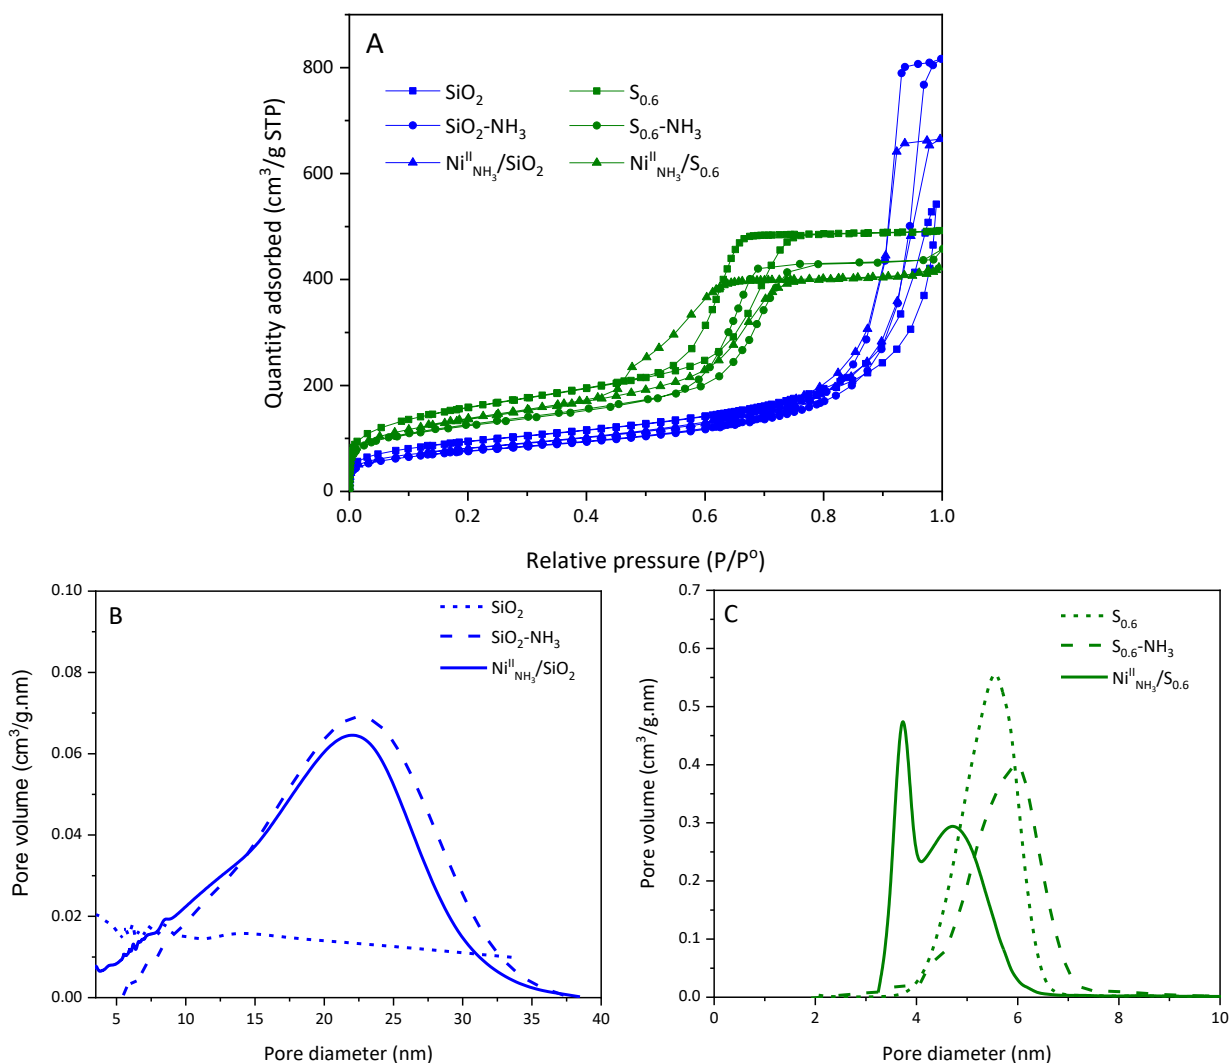 A
SiO₂
SiO₂-NH₃
Niᴵᴵ_NH₃/SiO₂
S₀.₆
S₀.₆-NH₃
Niᴵᴵ_NH₃/S₀.₆
Quantity adsorbed (cm³/g STP)
800
600
400
200
0
0.0 0.2 0.4 0.6 0.8 1.0
Relative pressure (P/P⁰)
B
SiO₂
SiO₂-NH₃
Niᴵᴵ_NH₃/SiO₂
Pore volume (cm³/g.nm)
0.10
0.08
0.06
0.04
0.02
0.00
5 10 15 20 25 30 35 40
Pore diameter (nm)
C
S₀.₆
S₀.₆-NH₃
Niᴵᴵ_NH₃/S₀.₆
Pore volume (cm³/g.nm)
0.7
0.6
0.5
0.4
0.3
0.2
0.1
0.0
0 2 4 6 8 10
Pore diameter (nm)